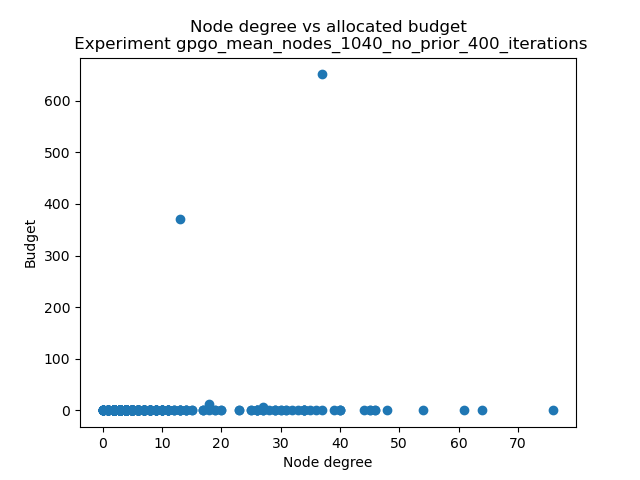 Node degree vs allocated budget
Experiment gpgo_mean_nodes_1040_no_prior_400_iterations
600
500
400
300
200
100
0
Budget
0 10 20 30 40 50 60 70
Node degree